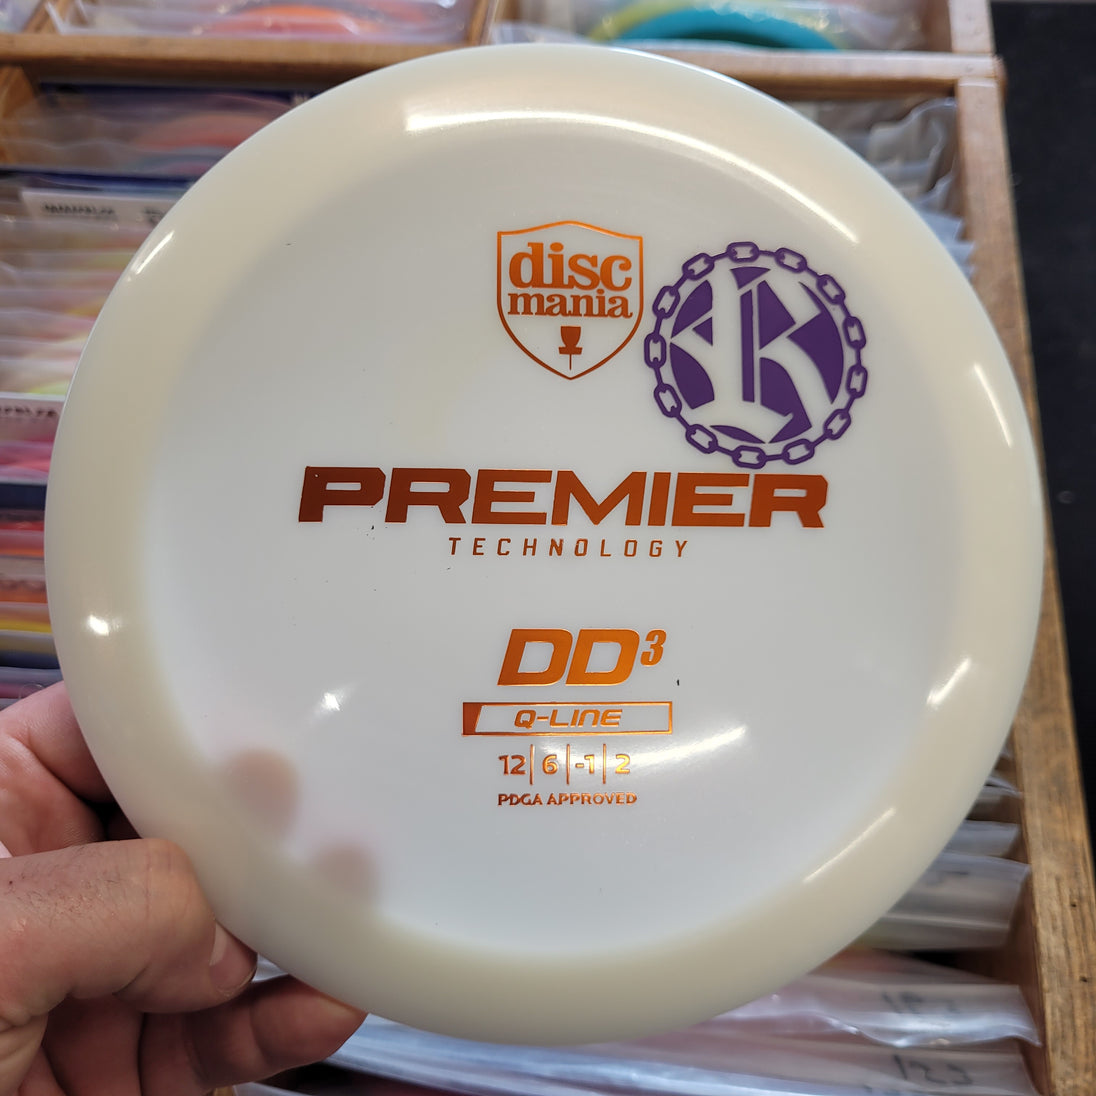 disc
mania
K
PREMIER
TECHNOLOGY
DD³
Q-LINE
12|6|-1|2
PDGA APPROVED